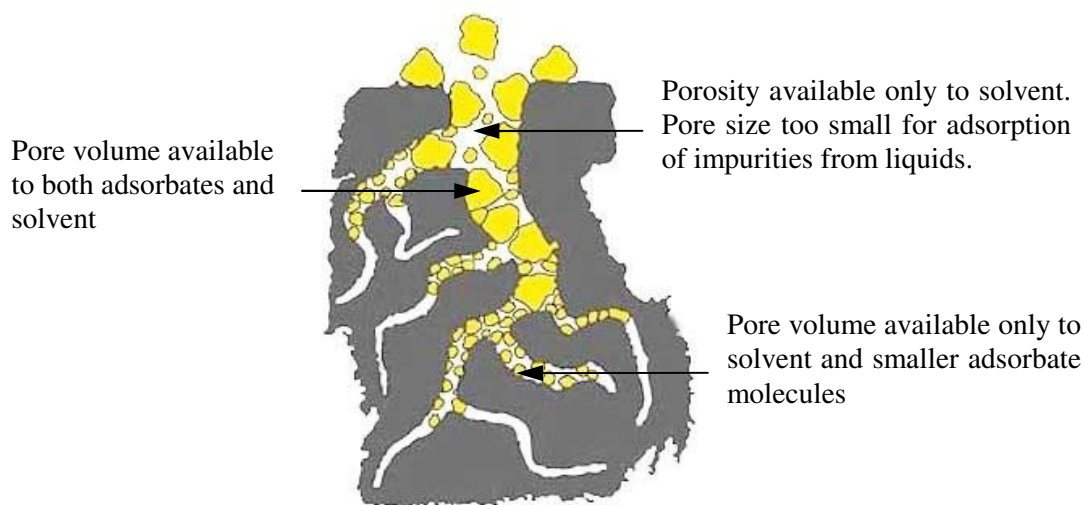 Porosity available only to solvent.
Pore size too small for adsorption
of impurities from liquids.
Pore volume available
to both adsorbates and
solvent
Pore volume available only to
solvent and smaller adsorbate
molecules